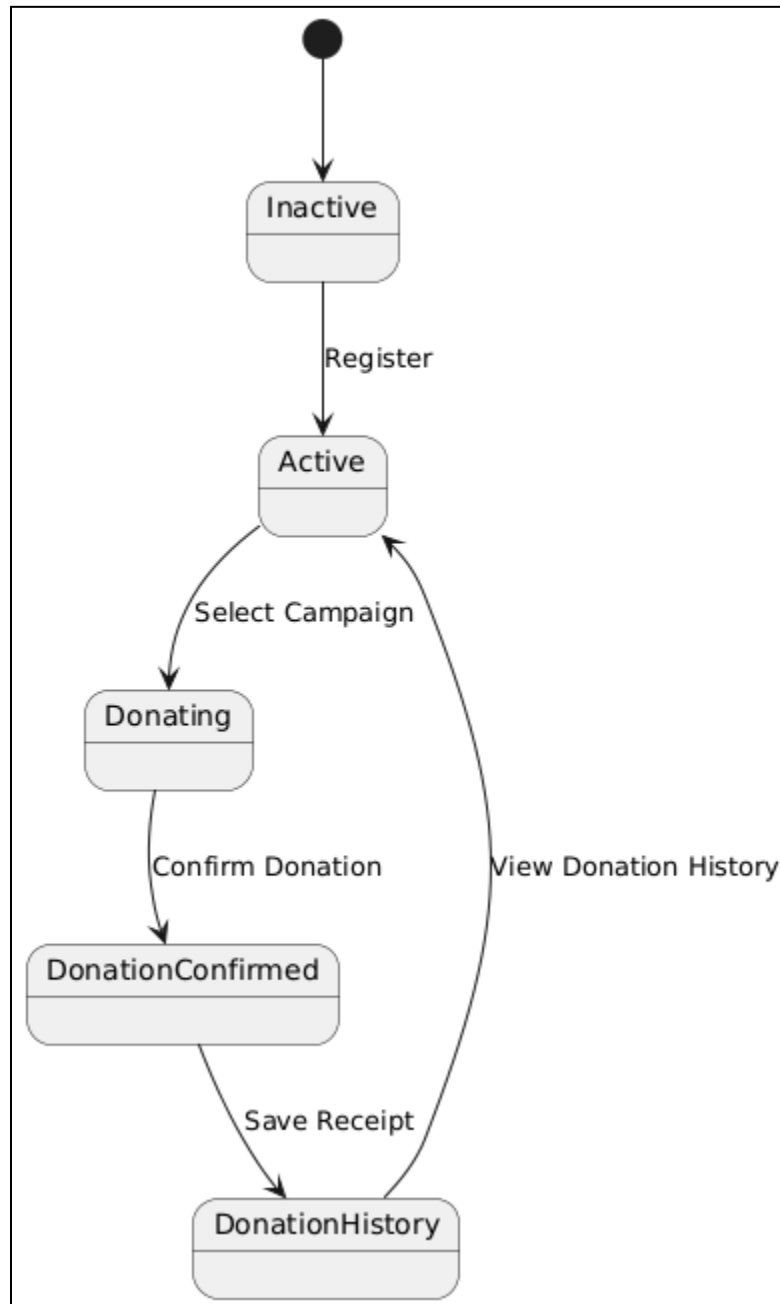 Inactive
Register
Active
Select Campaign
Donating
Confirm Donation
View Donation History
DonationConfirmed
Save Receipt
DonationHistory